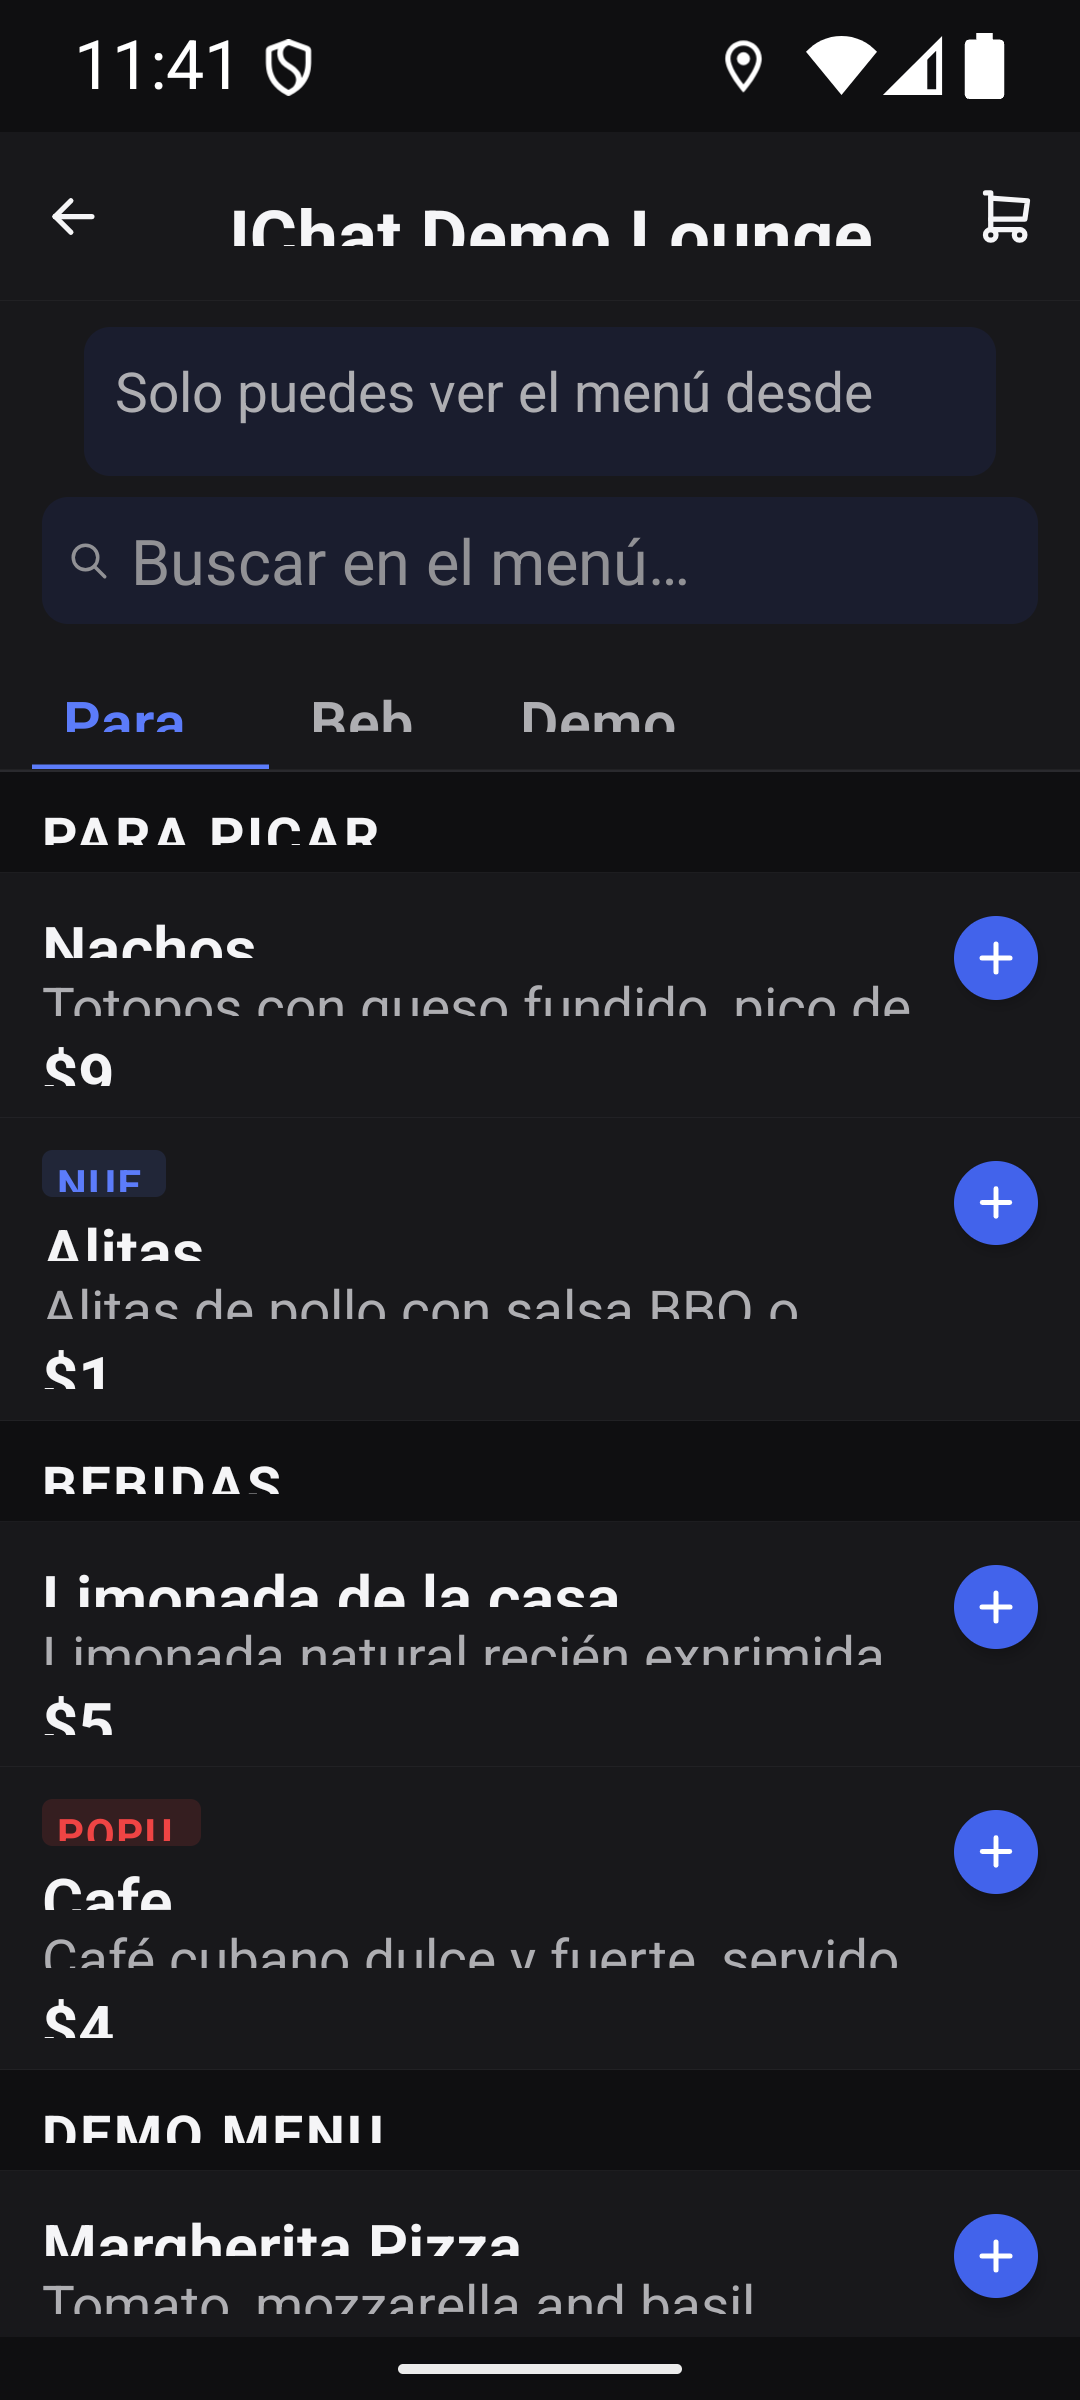 11:41
IChat Demo Lounge
Solo puedes ver el menú desde
Buscar en el menú...
Para Beb Demo
PARA PICAR
Nachos
Totopos con queso fundido, pico de
$9
NUE
Alitas
Alitas de pollo con salsa BBQ o
$1
BEBIDAS
Limonada de la casa
Limonada natural recién exprimida
$5
POPU
Cafe
Café cubano dulce y fuerte, servido
$4
DEMO MENU
Margherita Pizza
Tomato, mozzarella and basil